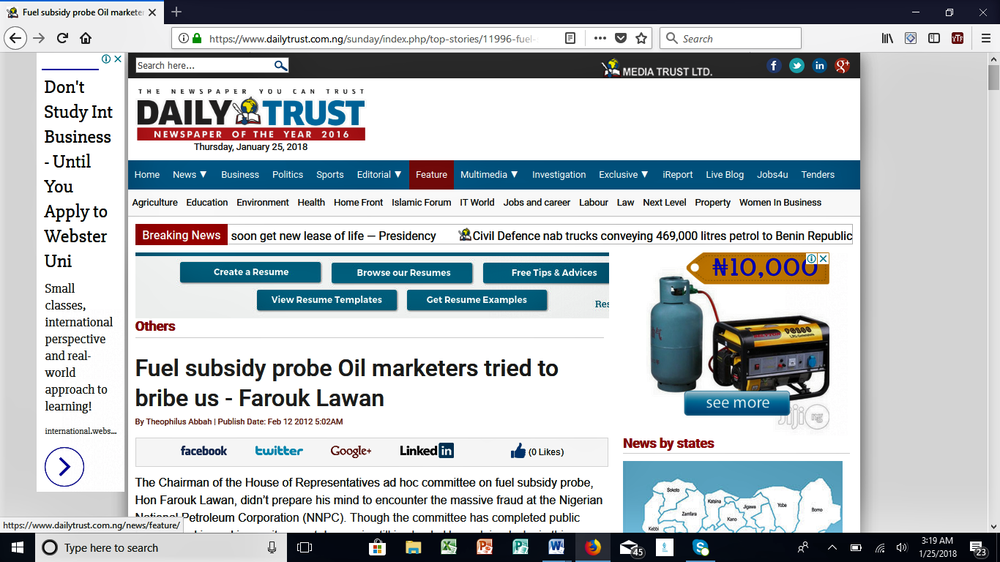 Fuel subsidy probe Oil marketer
https://www.dailytrust.com.ng/sunday/index.php/top-stories/11996-fuel-
Search
YTF
Don't
Study Int
Business
- Until
You
Apply to
Webster
Uni
Small
classes,
international
perspective
and real-
world
approach to
learning!
international.webs...
Search here...
MEDIA TRUST LTD.
THE NEWSPAPER YOU CAN TRUST
DAILY TRUST
NEWSPAPER OF THE YEAR 2016
Thursday, January 25, 2018
Home News ▼ Business Politics Sports Editorial ▼ Feature Multimedia ▼ Investigation Exclusive ▼ iReport Live Blog Jobs4u Tenders
Agriculture Education Environment Health Home Front Islamic Forum IT World Jobs and career Labour Law Next Level Property Women In Business
Breaking News soon get new lease of life — Presidency Civil Defence nab trucks conveying 469,000 litres petrol to Benin Republic
Create a Resume Browse our Resumes Free Tips & Advices
View Resume Templates Get Resume Examples Res
₦10,000
see more
Jiji
Others
Fuel subsidy probe Oil marketers tried to
bribe us - Farouk Lawan
By Theophilus Abbah | Publish Date: Feb 12 2012 5:02AM
facebook twitter Google+ Linked in (0 Likes)
The Chairman of the House of Representatives ad hoc committee on fuel subsidy probe,
Hon Farouk Lawan, didn't prepare his mind to encounter the massive fraud at the Nigerian
National Petroleum Corporation (NNPC). Though the committee has completed public
News by states
Sokoto
Katsina
Jigawa
Yobe
Borno
Zamfara
Kano
Kebbi
https://www.dailytrust.com.ng/news/feature/
Type here to search
45
3:19 AM
1/25/2018
23